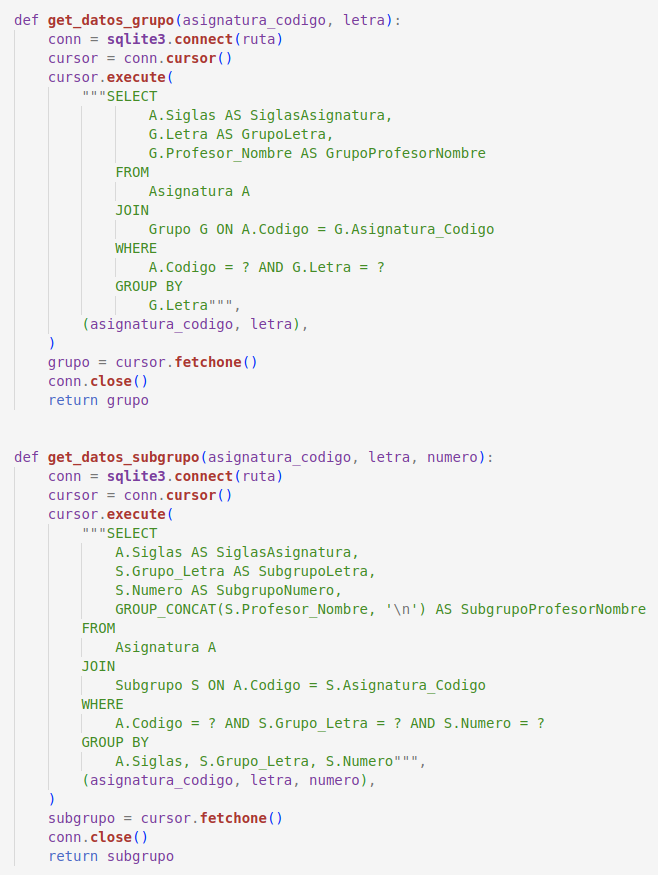 def get_datos_grupo(asignatura_codigo, letra):
    conn = sqlite3.connect(ruta)
    cursor = conn.cursor()
    cursor.execute(
        """SELECT
                A.Siglas AS SiglasAsignatura,
                G.Letra AS GrupoLetra,
                G.Profesor_Nombre AS GrupoProfesorNombre
            FROM
                Asignatura A
            JOIN
                Grupo G ON A.Codigo = G.Asignatura_Codigo
            WHERE
                A.Codigo = ? AND G.Letra = ?
            GROUP BY
                G.Letra""",
        (asignatura_codigo, letra),
    )
    grupo = cursor.fetchone()
    conn.close()
    return grupo


def get_datos_subgrupo(asignatura_codigo, letra, numero):
    conn = sqlite3.connect(ruta)
    cursor = conn.cursor()
    cursor.execute(
        """SELECT
            A.Siglas AS SiglasAsignatura,
            S.Grupo_Letra AS SubgrupoLetra,
            S.Numero AS SubgrupoNumero,
            GROUP_CONCAT(S.Profesor_Nombre, '\n') AS SubgrupoProfesorNombre
        FROM
            Asignatura A
        JOIN
            Subgrupo S ON A.Codigo = S.Asignatura_Codigo
        WHERE
            A.Codigo = ? AND S.Grupo_Letra = ? AND S.Numero = ?
        GROUP BY
            A.Siglas, S.Grupo_Letra, S.Numero""",
        (asignatura_codigo, letra, numero),
    )
    subgrupo = cursor.fetchone()
    conn.close()
    return subgrupo